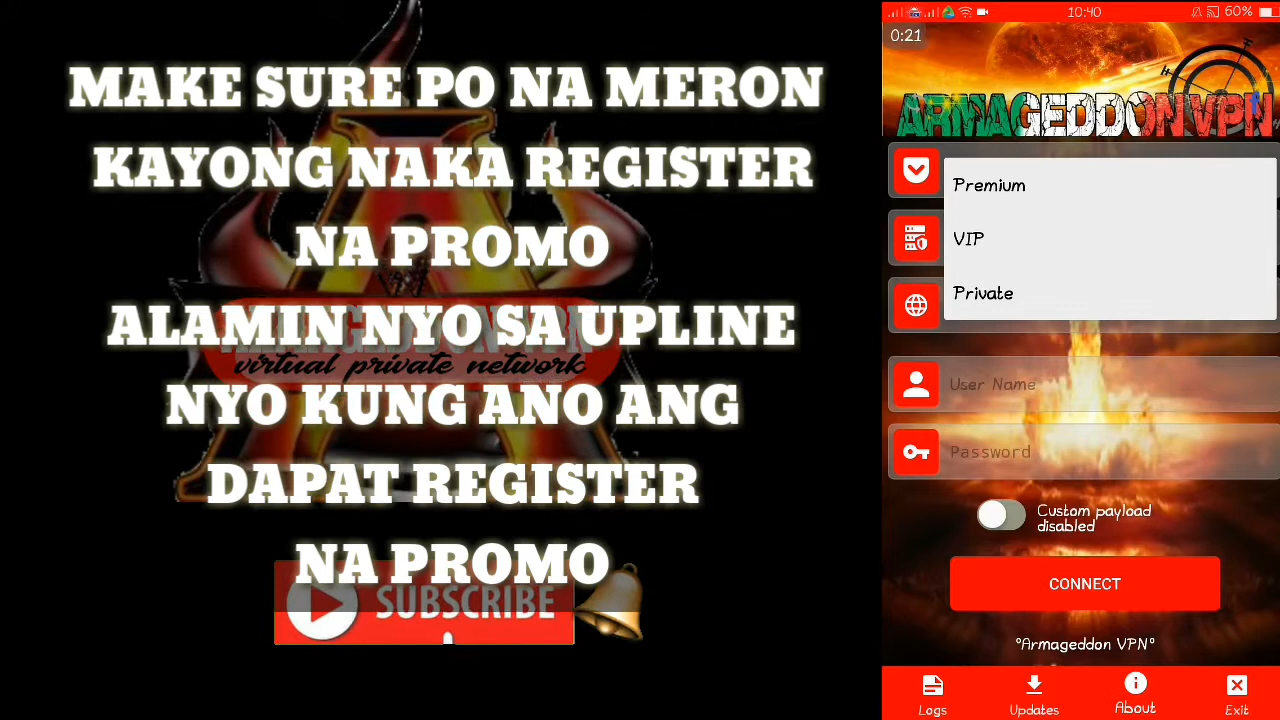 MAKE SURE PO NA MERON
KAYONG NAKA REGISTER
NA PROMO
ALAMIN NYO SA UPLINE
virtual private network
NYO KUNG ANO ANG
DAPAT REGISTER
NA PROMO
SUBSCRIBE
10:40
60%
0:21
ARMAGEDDONVPN
Premium
VIP
Private
User Name
Password
Custom payload
disabled
CONNECT
°Armageddon VPN°
Logs
Updates
About
Exit